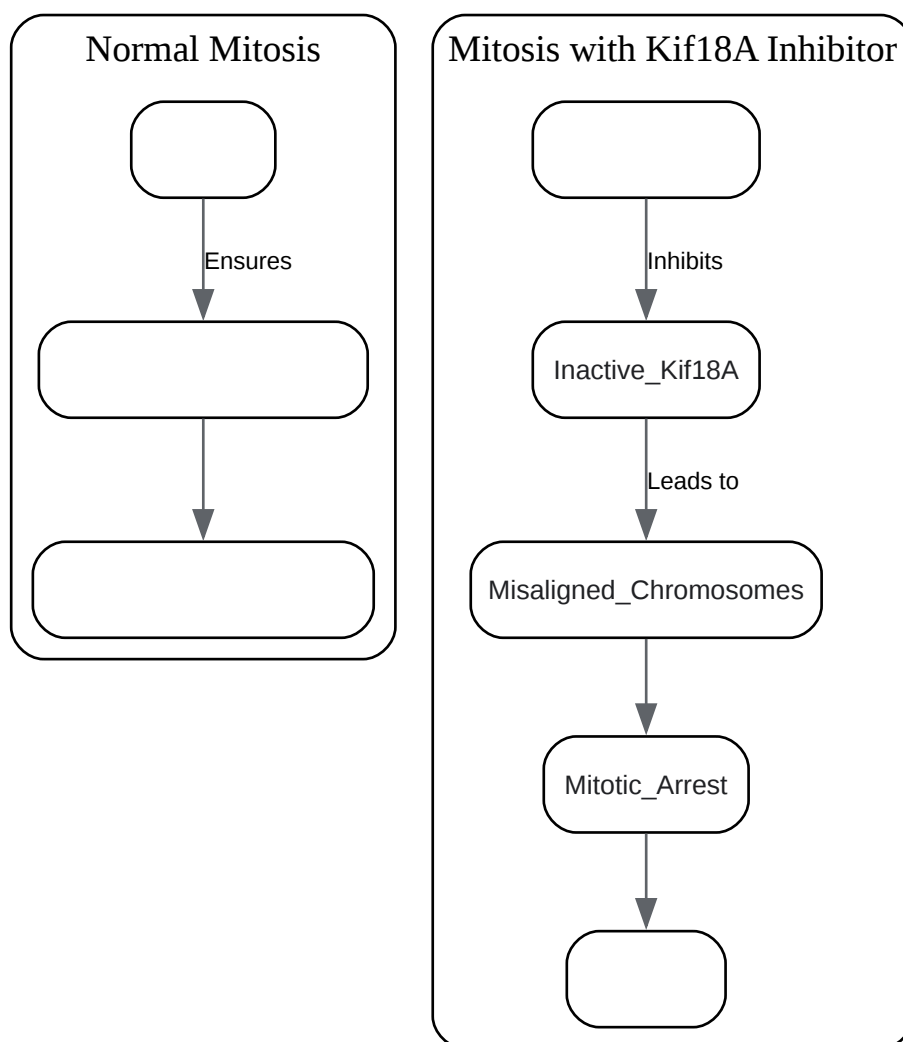 Normal Mitosis
Ensures
Mitosis with Kif18A Inhibitor
Inhibits
Inactive_Kif18A
Leads to
Misaligned_Chromosomes
Mitotic_Arrest